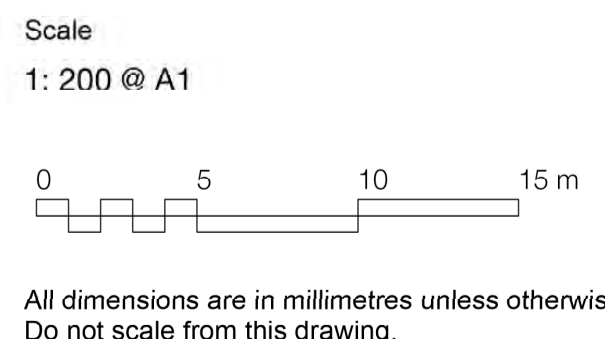 Scale
1: 200 @ A1
0 5 10 15 m
All dimensions are in millimetres unless otherwis
Do not scale from this drawing.